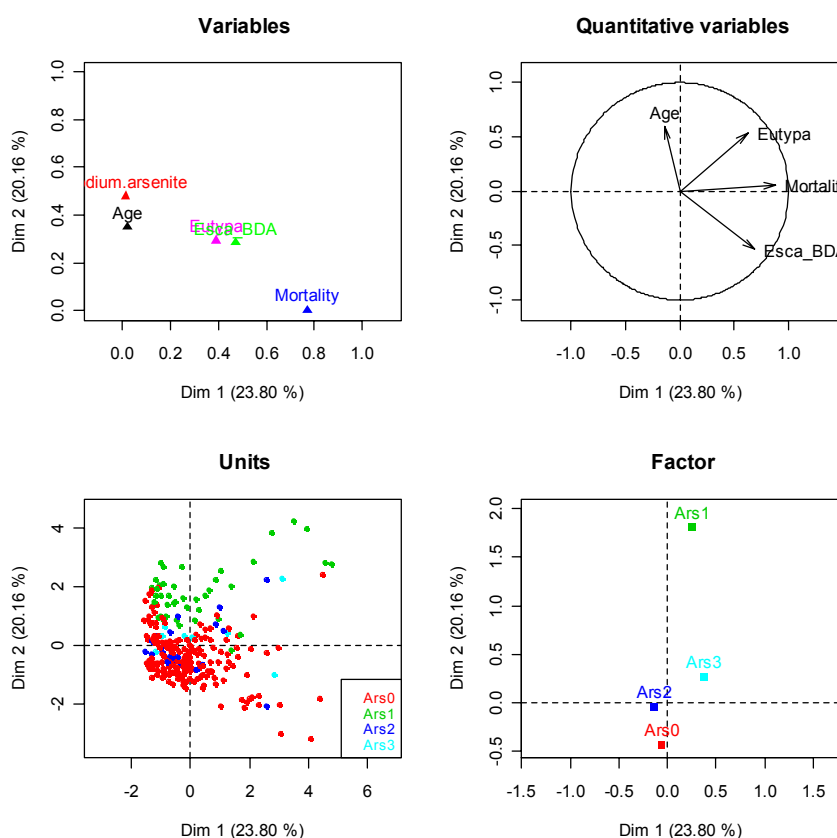 Variables
1.0
0.8
0.6
0.4
0.2
0.0
Dim 2 (20.16 %)
dium.arsenite
Age
Eutypa
Esca_BDA
Mortality
0.0 0.2 0.4 0.6 0.8 1.0
Dim 1 (23.80 %)
Quantitative variables
1.0
0.5
0.0
-0.5
-1.0
Dim 2 (20.16 %)
Age
Eutypa
Mortalit
Esca_BDA
-1.0 -0.5 0.0 0.5 1.0
Dim 1 (23.80 %)
Units
4
2
0
-2
Dim 2 (20.16 %)
Ars0
Ars1
Ars2
Ars3
-2 0 2 4 6
Dim 1 (23.80 %)
Factor
2.0
1.5
1.0
0.5
0.0
-0.5
Dim 2 (20.16 %)
Ars1
Ars3
Ars2
Ars0
-1.5 -1.0 -0.5 0.0 0.5 1.0 1.5
Dim 1 (23.80 %)